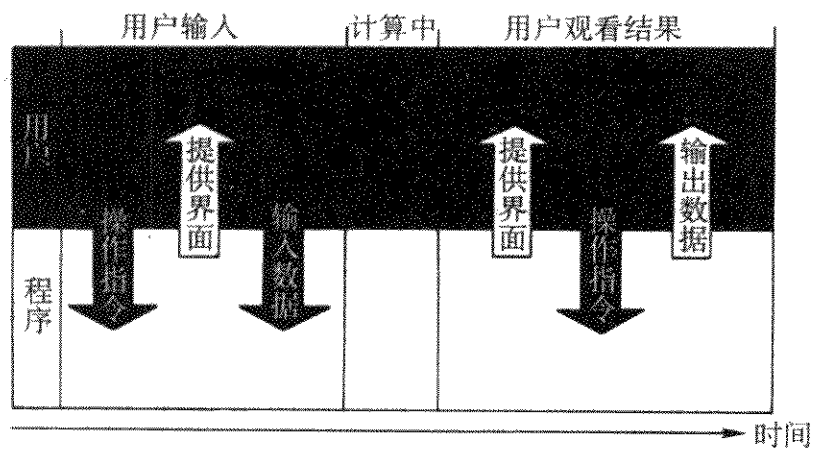 用户输入
计算中
用户观看结果
用户
操作指令
提供界面
输入数据
提供界面
操作指令
输出数据
程序
时间